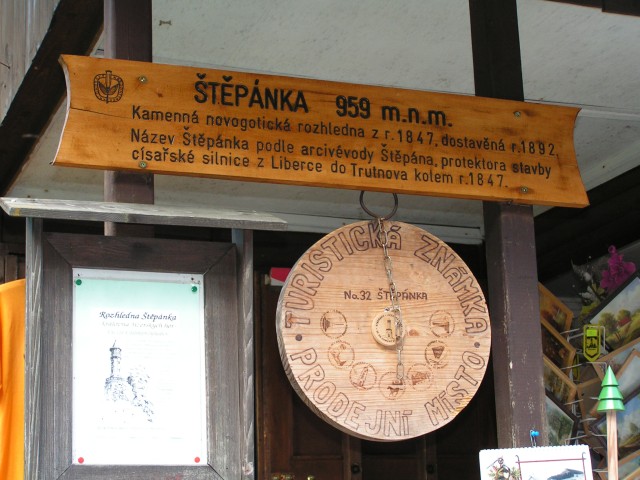 ŠTĚPÁNKA 959 m.n.m.
Kamenná novogotická rozhledna z r. 1847, dostavěná r. 1892,
Název Štěpánka podle arcivévody Štěpána, protektora stavby
císařské silnice z Liberce do Trutnova kolem r. 1847.
TURISTICKÁ ZNÁMKA
No. 32 ŠTĚPÁNKA
PRODEJNÍ MÍSTO
Rozhledna Štěpánka